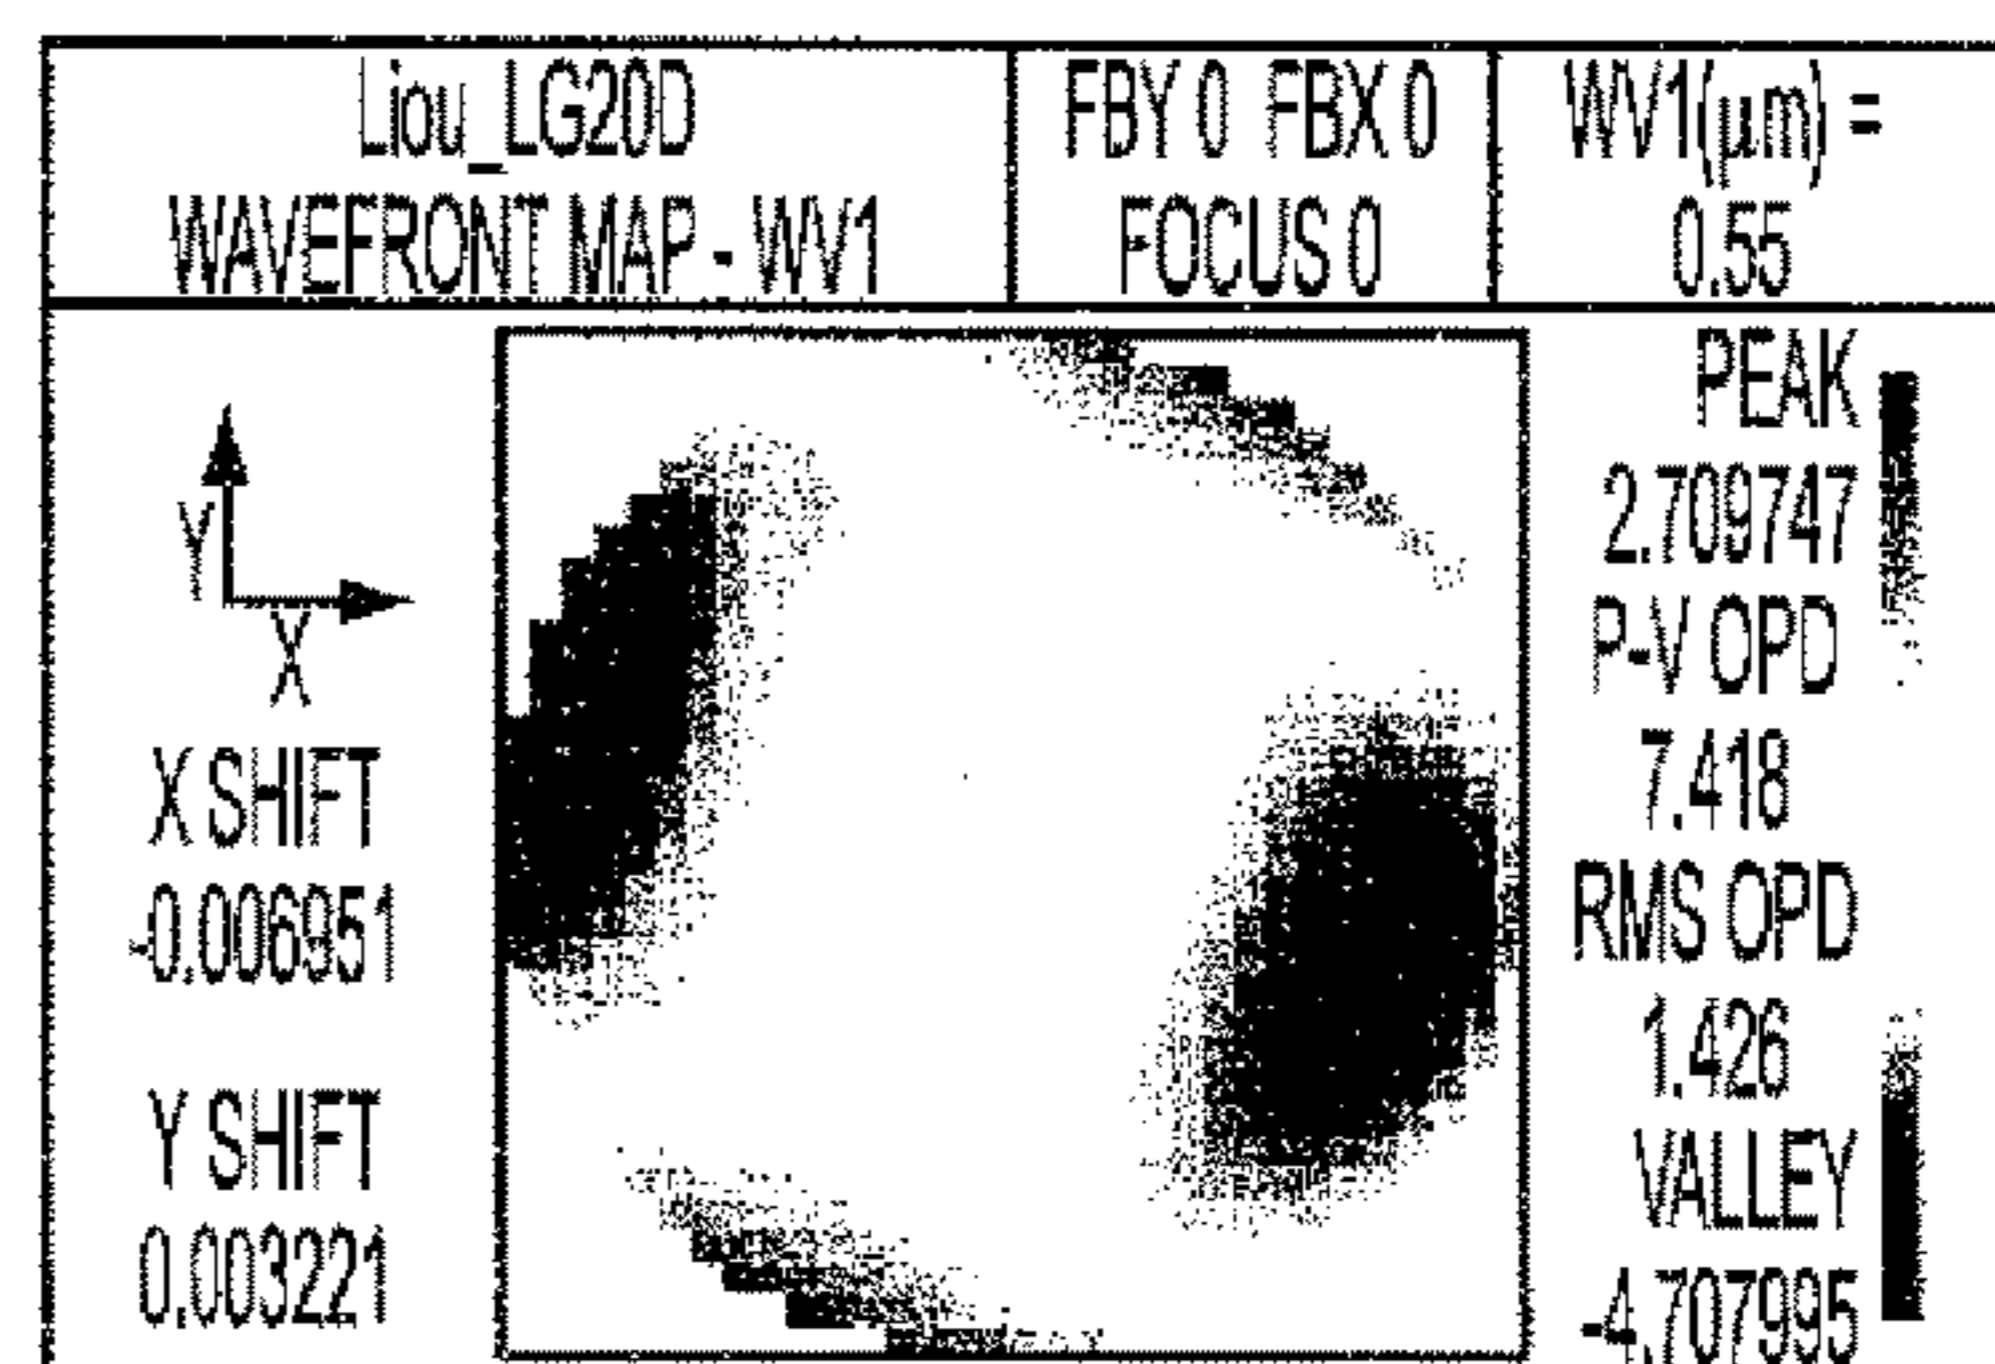 Liou_LG20D
WAVEFRONT MAP - WV1
FBY 0 FBX 0
FOCUS 0
WV1(μm) =
0.55
Y
X
X SHIFT
-0.006951
Y SHIFT
0.003221
PEAK
2.709747
P-V OPD
7.418
RMS OPD
1.426
VALLEY
-4.707995